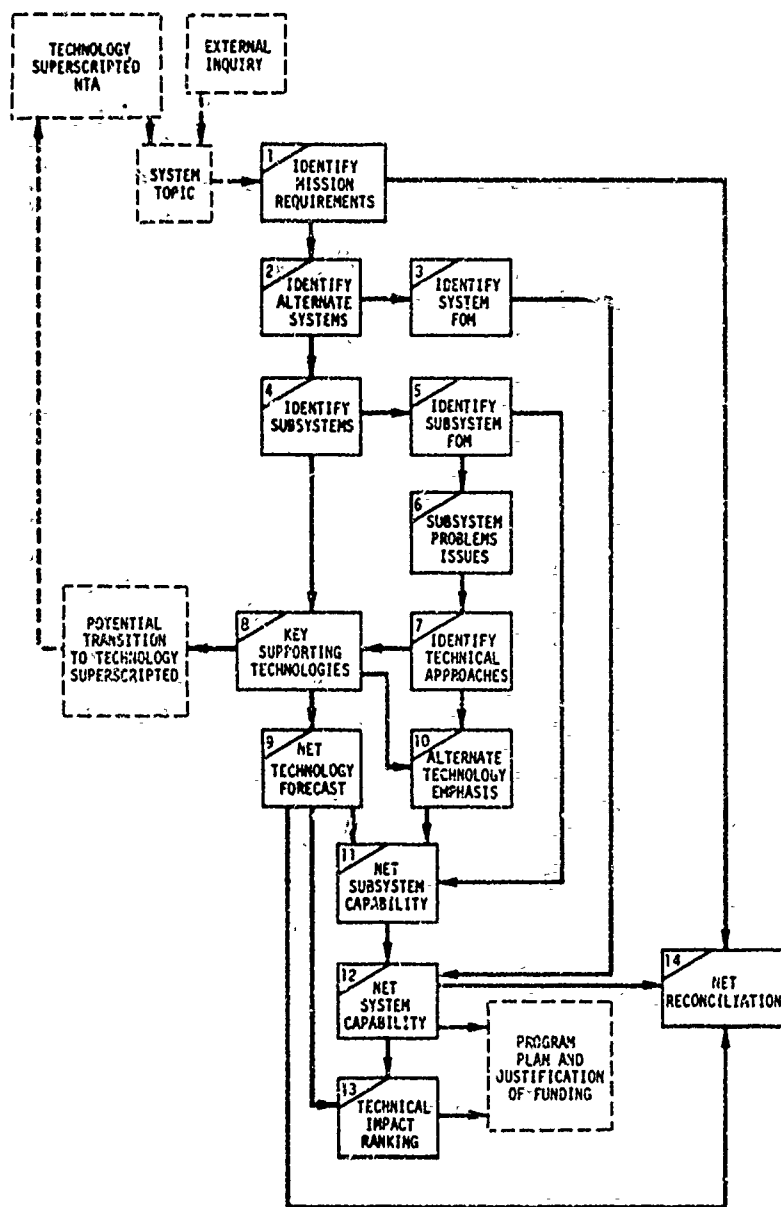 TECHNOLOGY
SUPERSCRIPTED
NTA
EXTERNAL
INQUIRY
SYSTEM
TOPIC
1
IDENTIFY
MISSION
REQUIREMENTS
2
IDENTIFY
ALTERNATE
SYSTEMS
3
IDENTIFY
SYSTEM
FOM
4
IDENTIFY
SUBSYSTEMS
5
IDENTIFY
SUBSYSTEM
FOM
6
SUBSYSTEM
PROBLEMS
ISSUES
POTENTIAL
TRANSITION
TO TECHNOLOGY
SUPERSCRIPTED
8
KEY
SUPPORTING
TECHNOLOGIES
7
IDENTIFY
TECHNICAL
APPROACHES
9
NET
TECHNOLOGY
FORECAST
10
ALTERNATE
TECHNOLOGY
EMPHASIS
11
NET
SUBSYSTEM
CAPABILITY
12
NET
SYSTEM
CAPABILITY
14
NET
RECONCILIATION
PROGRAM
PLAN AND
JUSTIFICATION
OF FUNDING
13
TECHNICAL
IMPACT
RANKING